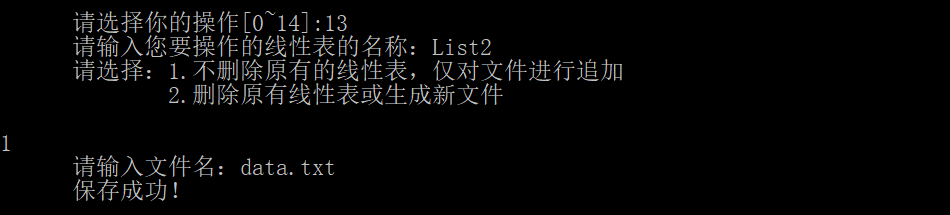 请选择你的操作[0~14]:13
请输入您要操作的线性表的名称：List2
请选择：1.不删除原有的线性表，仅对文件进行追加
2.删除原有线性表或生成新文件
1
请输入文件名：data.txt
保存成功！